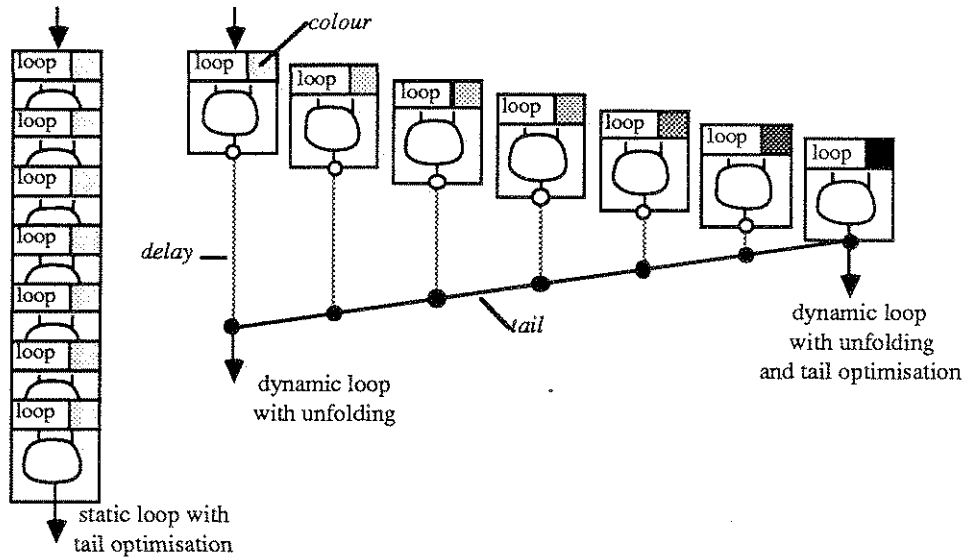 colour
loop
loop
loop
loop
loop
loop
loop
loop
loop
loop
loop
loop
loop
loop
delay
tail
dynamic loop
with unfolding
dynamic loop
with unfolding
and tail optimisation
static loop with
tail optimisation